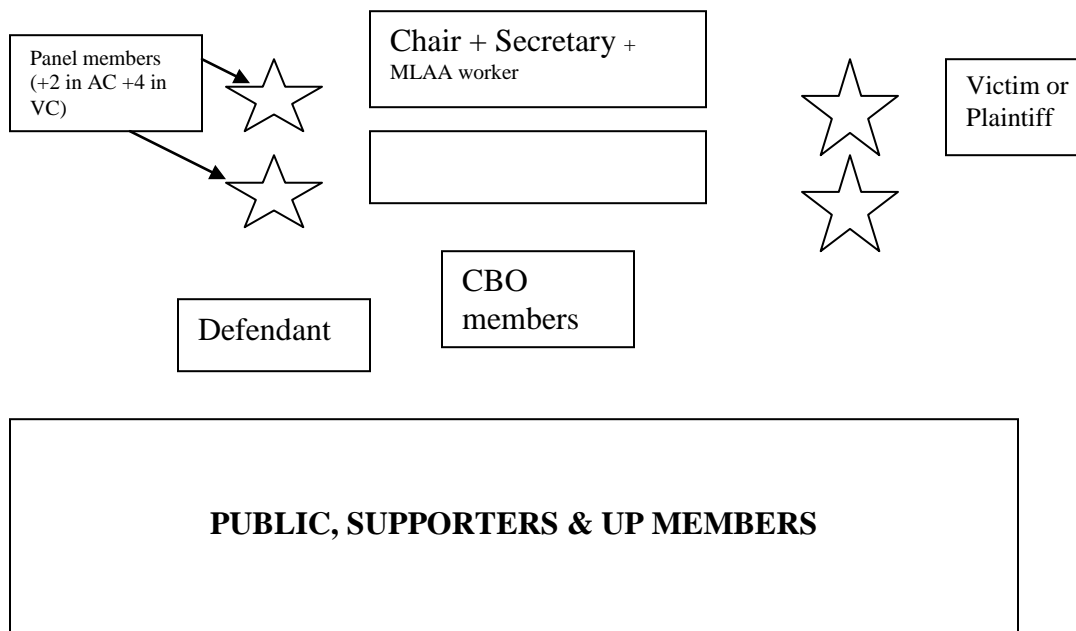 Panel members
(+2 in AC +4 in
VC)
Chair + Secretary +
MLAA worker
Victim or
Plaintiff
CBO
members
Defendant
PUBLIC, SUPPORTERS & UP MEMBERS